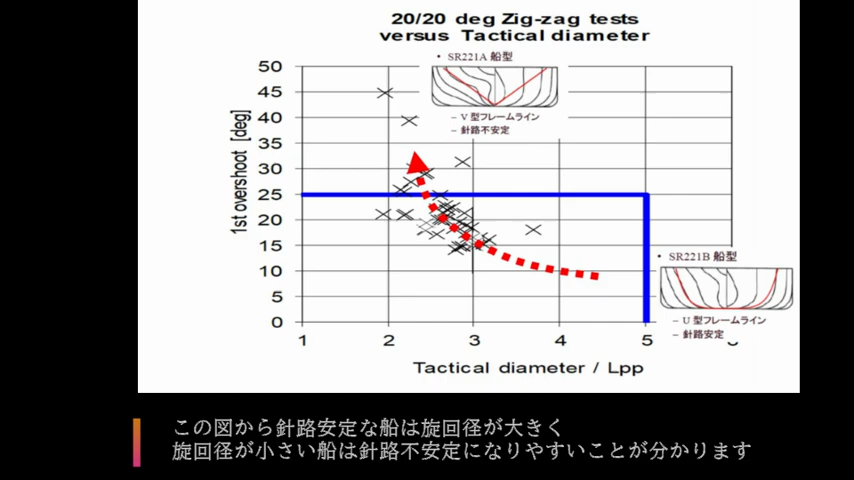 20/20 deg Zig-zag tests
versus Tactical diameter
・ SR221A 船型
– V 型フレームライン
– 針路不安定
1st overshoot [deg]
50
45
40
35
30
25
20
15
10
5
0
1 2 3 4 5
Tactical diameter / Lpp
・ SR221B 船型
– U 型フレームライン
– 針路安定
この図から針路安定な船は旋回径が大きく
旋回径が小さい船は針路不安定になりやすいことが分かります